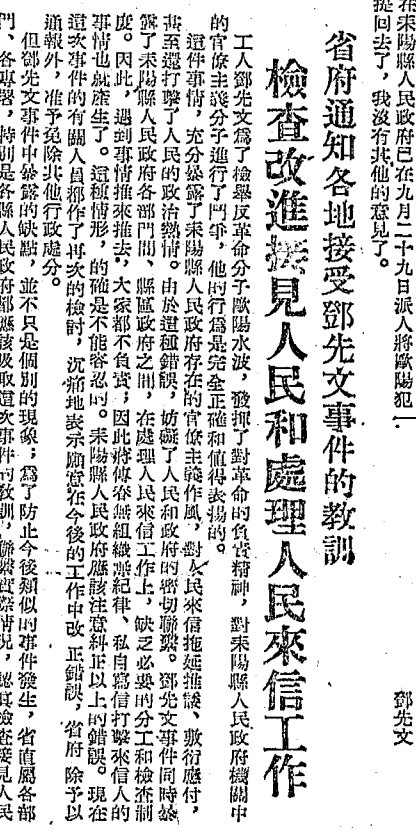 在耒陽縣人民政府已在九月二十九日派人將歐陽犯一
提回去了，我沒有其他的意見了。
鄧先文
省府通知各地接受鄧先文事件的教訓
檢查改進接見人民和處理人民來信工作
工人鄧先文爲了檢舉反革命分子歐陽水波，發揮了對革命的負責精神，對耒陽縣人民政府機關中
的官僚主義分子進行了鬥爭，他的行爲是完全正確和值得表揚的。
這件事情，充分暴露了耒陽縣人民政府存在的官僚主義作風，對人民來信拖延推諉、敷衍應付，
甚至還打擊了人民的政治熱情。由於這種錯誤，妨礙了人民和政府的密切聯繫。鄧先文事件同時暴
露了耒陽縣人民政府各部門間、縣區政府之間，在處理人民來信工作上，缺乏必要的分工和檢查制
度。因此，遇到事情推來推去，大家都不負責；因此蔣傳春無組織無紀律、私自寫信打擊來信人的
事情也就產生了。這種情形，的確是不能容忍的。耒陽縣人民政府應該注意糾正以上的錯誤。現在
這次事件的有關人員都作了再次的檢討，沉痛地表示願意在今後的工作中改正錯誤，省府除予以
通報外，准予免除其他行政處分。
但鄧先文事件中暴露的缺點，並不只是個別的現象；爲了防止今後類似的事件發生，省直屬各部
門、各專署，特別是各縣人民政府都應該吸取這次事件的教訓，聯繫實際情況，認真檢查接見人民